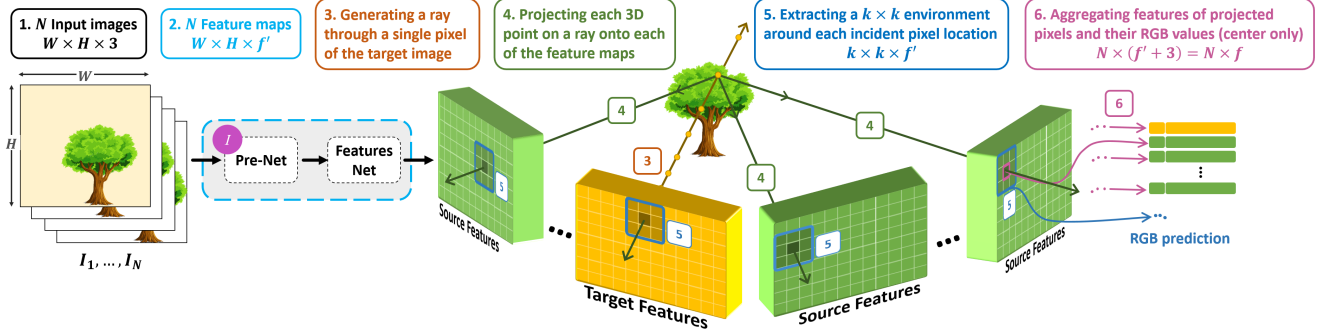 1. N Input images
W × H × 3
2. N Feature maps
W × H × f′
3. Generating a ray
through a single pixel
of the target image
4. Projecting each 3D
point on a ray onto each
of the feature maps
5. Extracting a k × k environment
around each incident pixel location
k × k × f′
6. Aggregating features of projected
pixels and their RGB values (center only)
N × (f′ + 3) = N × f
W
H
I
Pre-Net
Features
Net
I₁, ..., I_N
5
Source Features
...
4
3
5
Target Features
4
5
Source Features
...
4
5
Source Features
6
...
...
...
...
...
RGB prediction